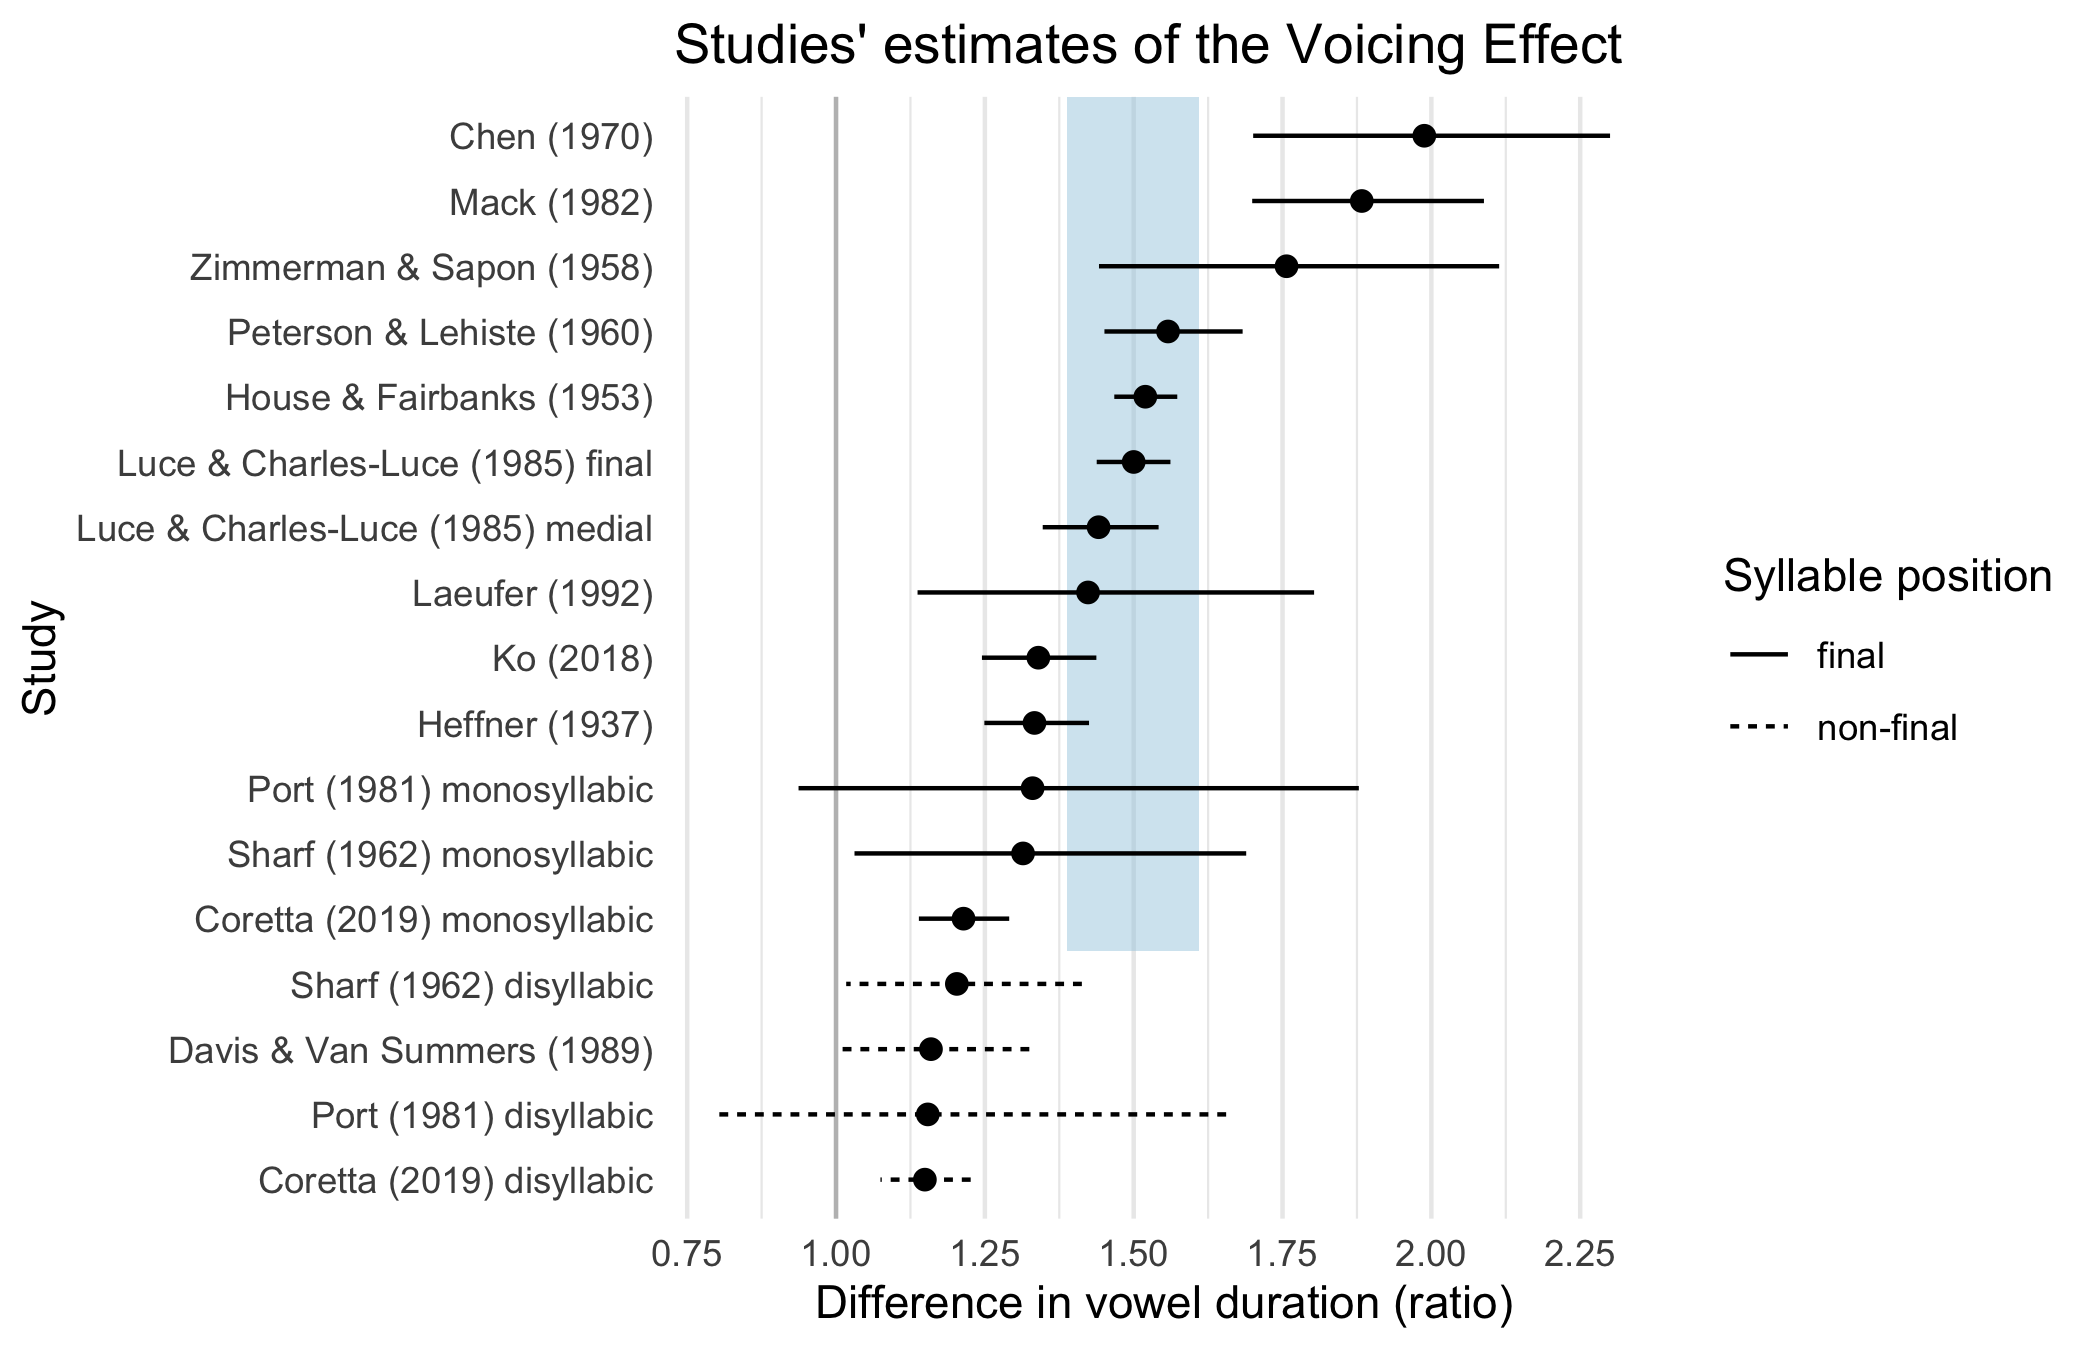 Studies' estimates of the Voicing Effect
Chen (1970)
Mack (1982)
Zimmerman & Sapon (1958)
Peterson & Lehiste (1960)
House & Fairbanks (1953)
Luce & Charles-Luce (1985) final
Luce & Charles-Luce (1985) medial
Laeufer (1992)
Ko (2018)
Heffner (1937)
Port (1981) monosyllabic
Sharf (1962) monosyllabic
Coretta (2019) monosyllabic
Sharf (1962) disyllabic
Davis & Van Summers (1989)
Port (1981) disyllabic
Coretta (2019) disyllabic
Study
0.75 1.00 1.25 1.50 1.75 2.00 2.25
Difference in vowel duration (ratio)
Syllable position
final
non-final